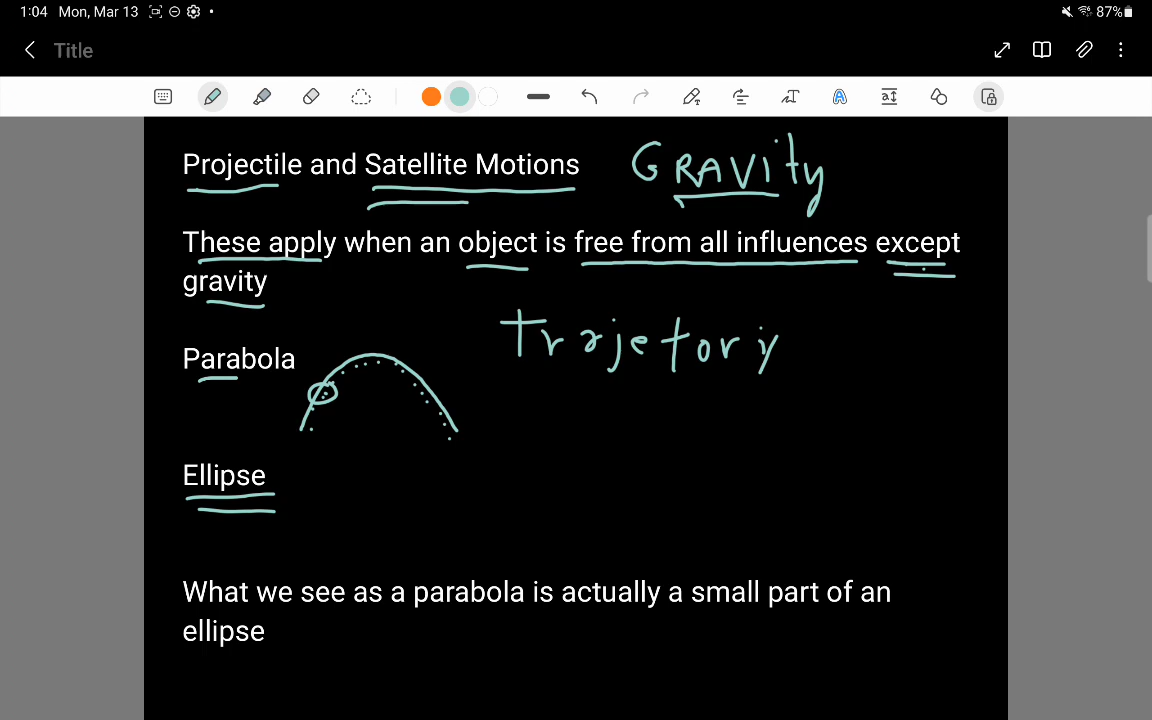 1:04 Mon, Mar 13 87%
Title
Projectile and Satellite Motions GRAVity
These apply when an object is free from all influences except
gravity
Trajetory
Parabola
Ellipse
What we see as a parabola is actually a small part of an
ellipse